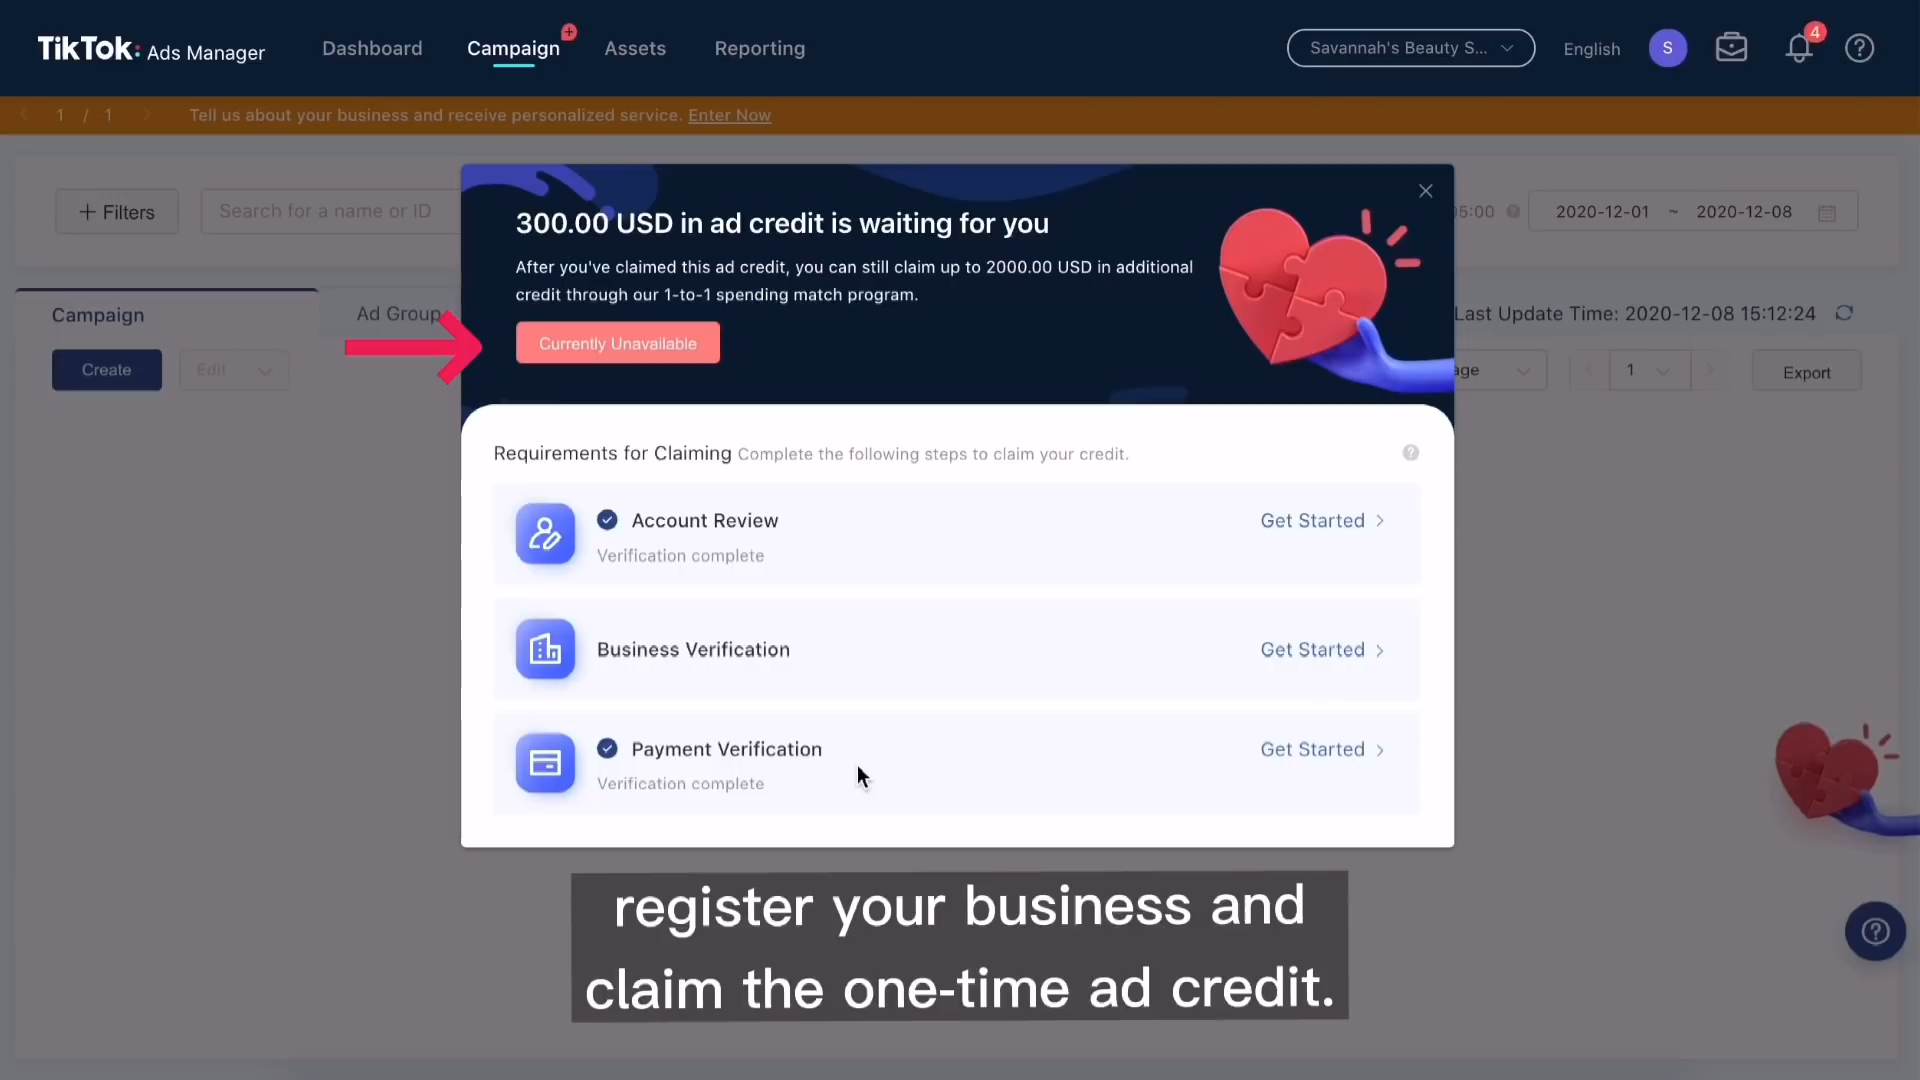 TikTok: Ads Manager
Dashboard
Campaign
Assets
Reporting
Savannah's Beauty S...
English
S
4
1 / 1
Tell us about your business and receive personalized service. Enter Now
+ Filters
Search for a name or ID
05:00
2020-12-01 ~ 2020-12-08
Campaign
Ad Group
Last Update Time: 2020-12-08 15:12:24
Create
Edit
age
1
Export
300.00 USD in ad credit is waiting for you
After you've claimed this ad credit, you can still claim up to 2000.00 USD in additional
credit through our 1-to-1 spending match program.
Currently Unavailable
Requirements for Claiming Complete the following steps to claim your credit.
Account Review
Get Started
Verification complete
Business Verification
Get Started
Payment Verification
Get Started
Verification complete
register your business and
claim the one-time ad credit.